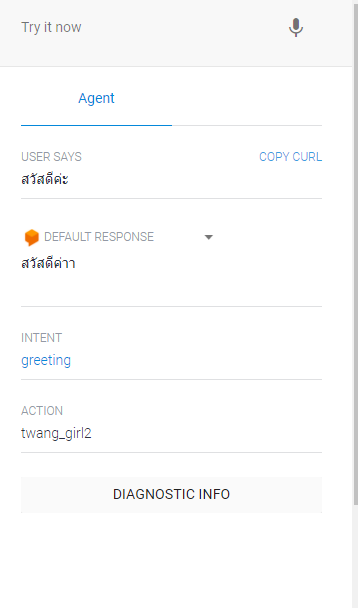 Try it now
Agent
USER SAYS COPY CURL
สวัสดีค่ะ
DEFAULT RESPONSE
สวัสดีค่าา
INTENT
greeting
ACTION
twang_girl2
DIAGNOSTIC INFO